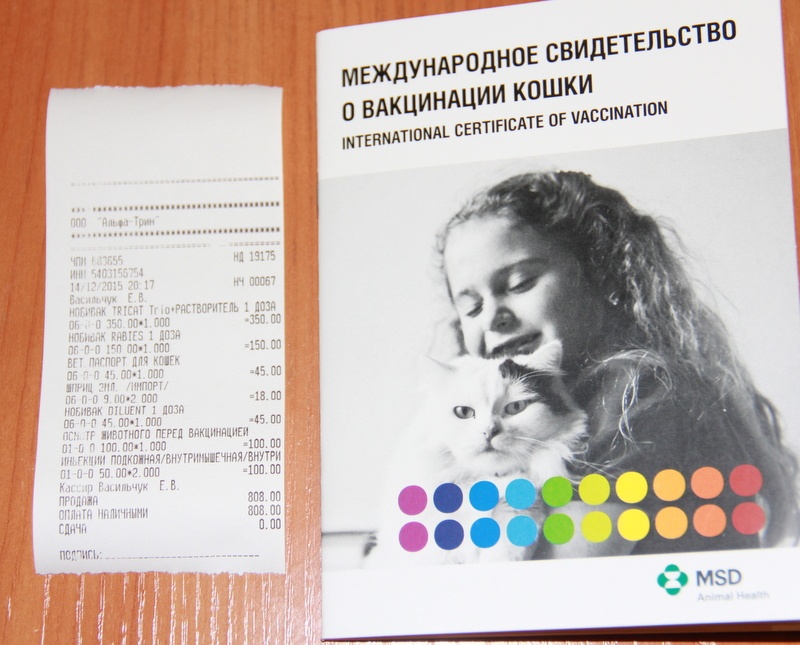 ООО "Альфа-Трин"
ЧПИ 603655 НД 19175
ИНН 5403156754
14/12/2015 20:17 НЧ 00067
Васильчук Е.В.
НОБИВАК TRICAT Trio+РАСТВОРИТЕЛЬ 1 ДОЗА
06-0-0 350.00*1.000 =350.00
НОБИВАК RABIES 1 ДОЗА
06-0-0 150.00*1.000 =150.00
ВЕТ.ПАСПОРТ ДЛЯ КОШЕК
06-0-0 45.00*1.000 =45.00
ШПРИЦ 2МЛ. /ИМПОРТ/
06-0-0 9.00*2.000 =18.00
НОБИВАК DILUENT 1 ДОЗА
06-0-0 45.00*1.000 =45.00
ОСМОТР ЖИВОТНОГО ПЕРЕД ВАКЦИНАЦИЕЙ
01-0-0 100.00*1.000 =100.00
ИНЬЕКЦИИ ПОДКОЖНАЯ/ВНУТРИМЫШЕЧНАЯ/ВНУТРИ
01-0-0 50.00*2.000 =100.00
Кассир Васильчук Е.В.
ПРОДАЖА 808.00
ОПЛАТА НАЛИЧНЫМИ 808.00
СДАЧА 0.00
ПОДПИСЬ:
МЕЖДУНАРОДНОЕ СВИДЕТЕЛЬСТВО
О ВАКЦИНАЦИИ КОШКИ
INTERNATIONAL CERTIFICATE OF VACCINATION
MSD
Animal Health